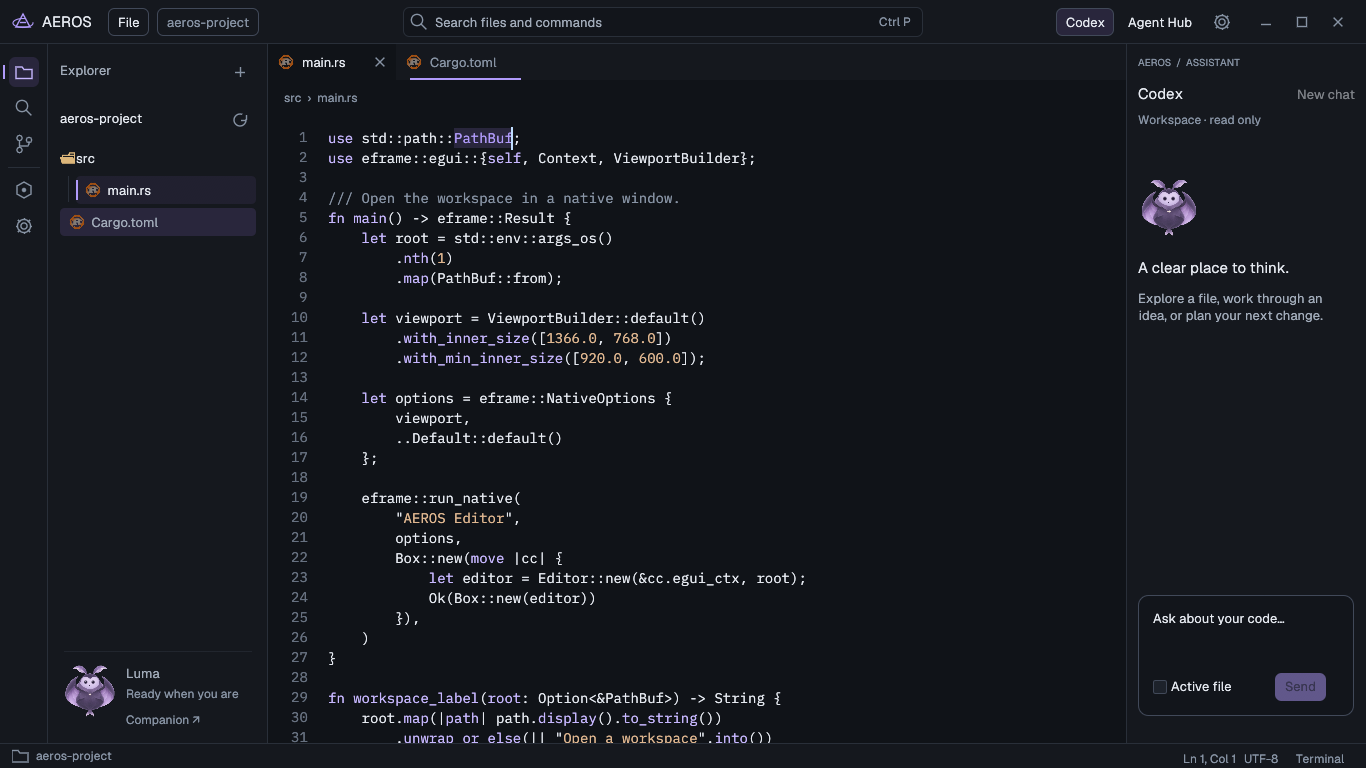 AEROS File aeros-project Search files and commands Ctrl P Codex Agent Hub
Explorer
aeros-project
src
main.rs
Cargo.toml
Luma
Ready when you are
Companion ↗
main.rs Cargo.toml
src › main.rs
1 use std::path::PathBuf;
2 use eframe::egui::{self, Context, ViewportBuilder};
3
4 /// Open the workspace in a native window.
5 fn main() -> eframe::Result {
6     let root = std::env::args_os()
7         .nth(1)
8         .map(PathBuf::from);
9
10     let viewport = ViewportBuilder::default()
11         .with_inner_size([1366.0, 768.0])
12         .with_min_inner_size([920.0, 600.0]);
13
14     let options = eframe::NativeOptions {
15         viewport,
16         ..Default::default()
17     };
18
19     eframe::run_native(
20         "AEROS Editor",
21         options,
22         Box::new(move |cc| {
23             let editor = Editor::new(&cc.egui_ctx, root);
24             Ok(Box::new(editor))
25         }),
26     )
27 }
28
29 fn workspace_label(root: Option<&PathBuf>) -> String {
30     root.map(|path| path.display().to_string())
31         .unwrap_or_else(|| "Open a workspace".into())
AEROS / ASSISTANT
Codex New chat
Workspace · read only
A clear place to think.
Explore a file, work through an
idea, or plan your next change.
Ask about your code…
Active file Send
aeros-project Ln 1, Col 1 UTF-8 Terminal